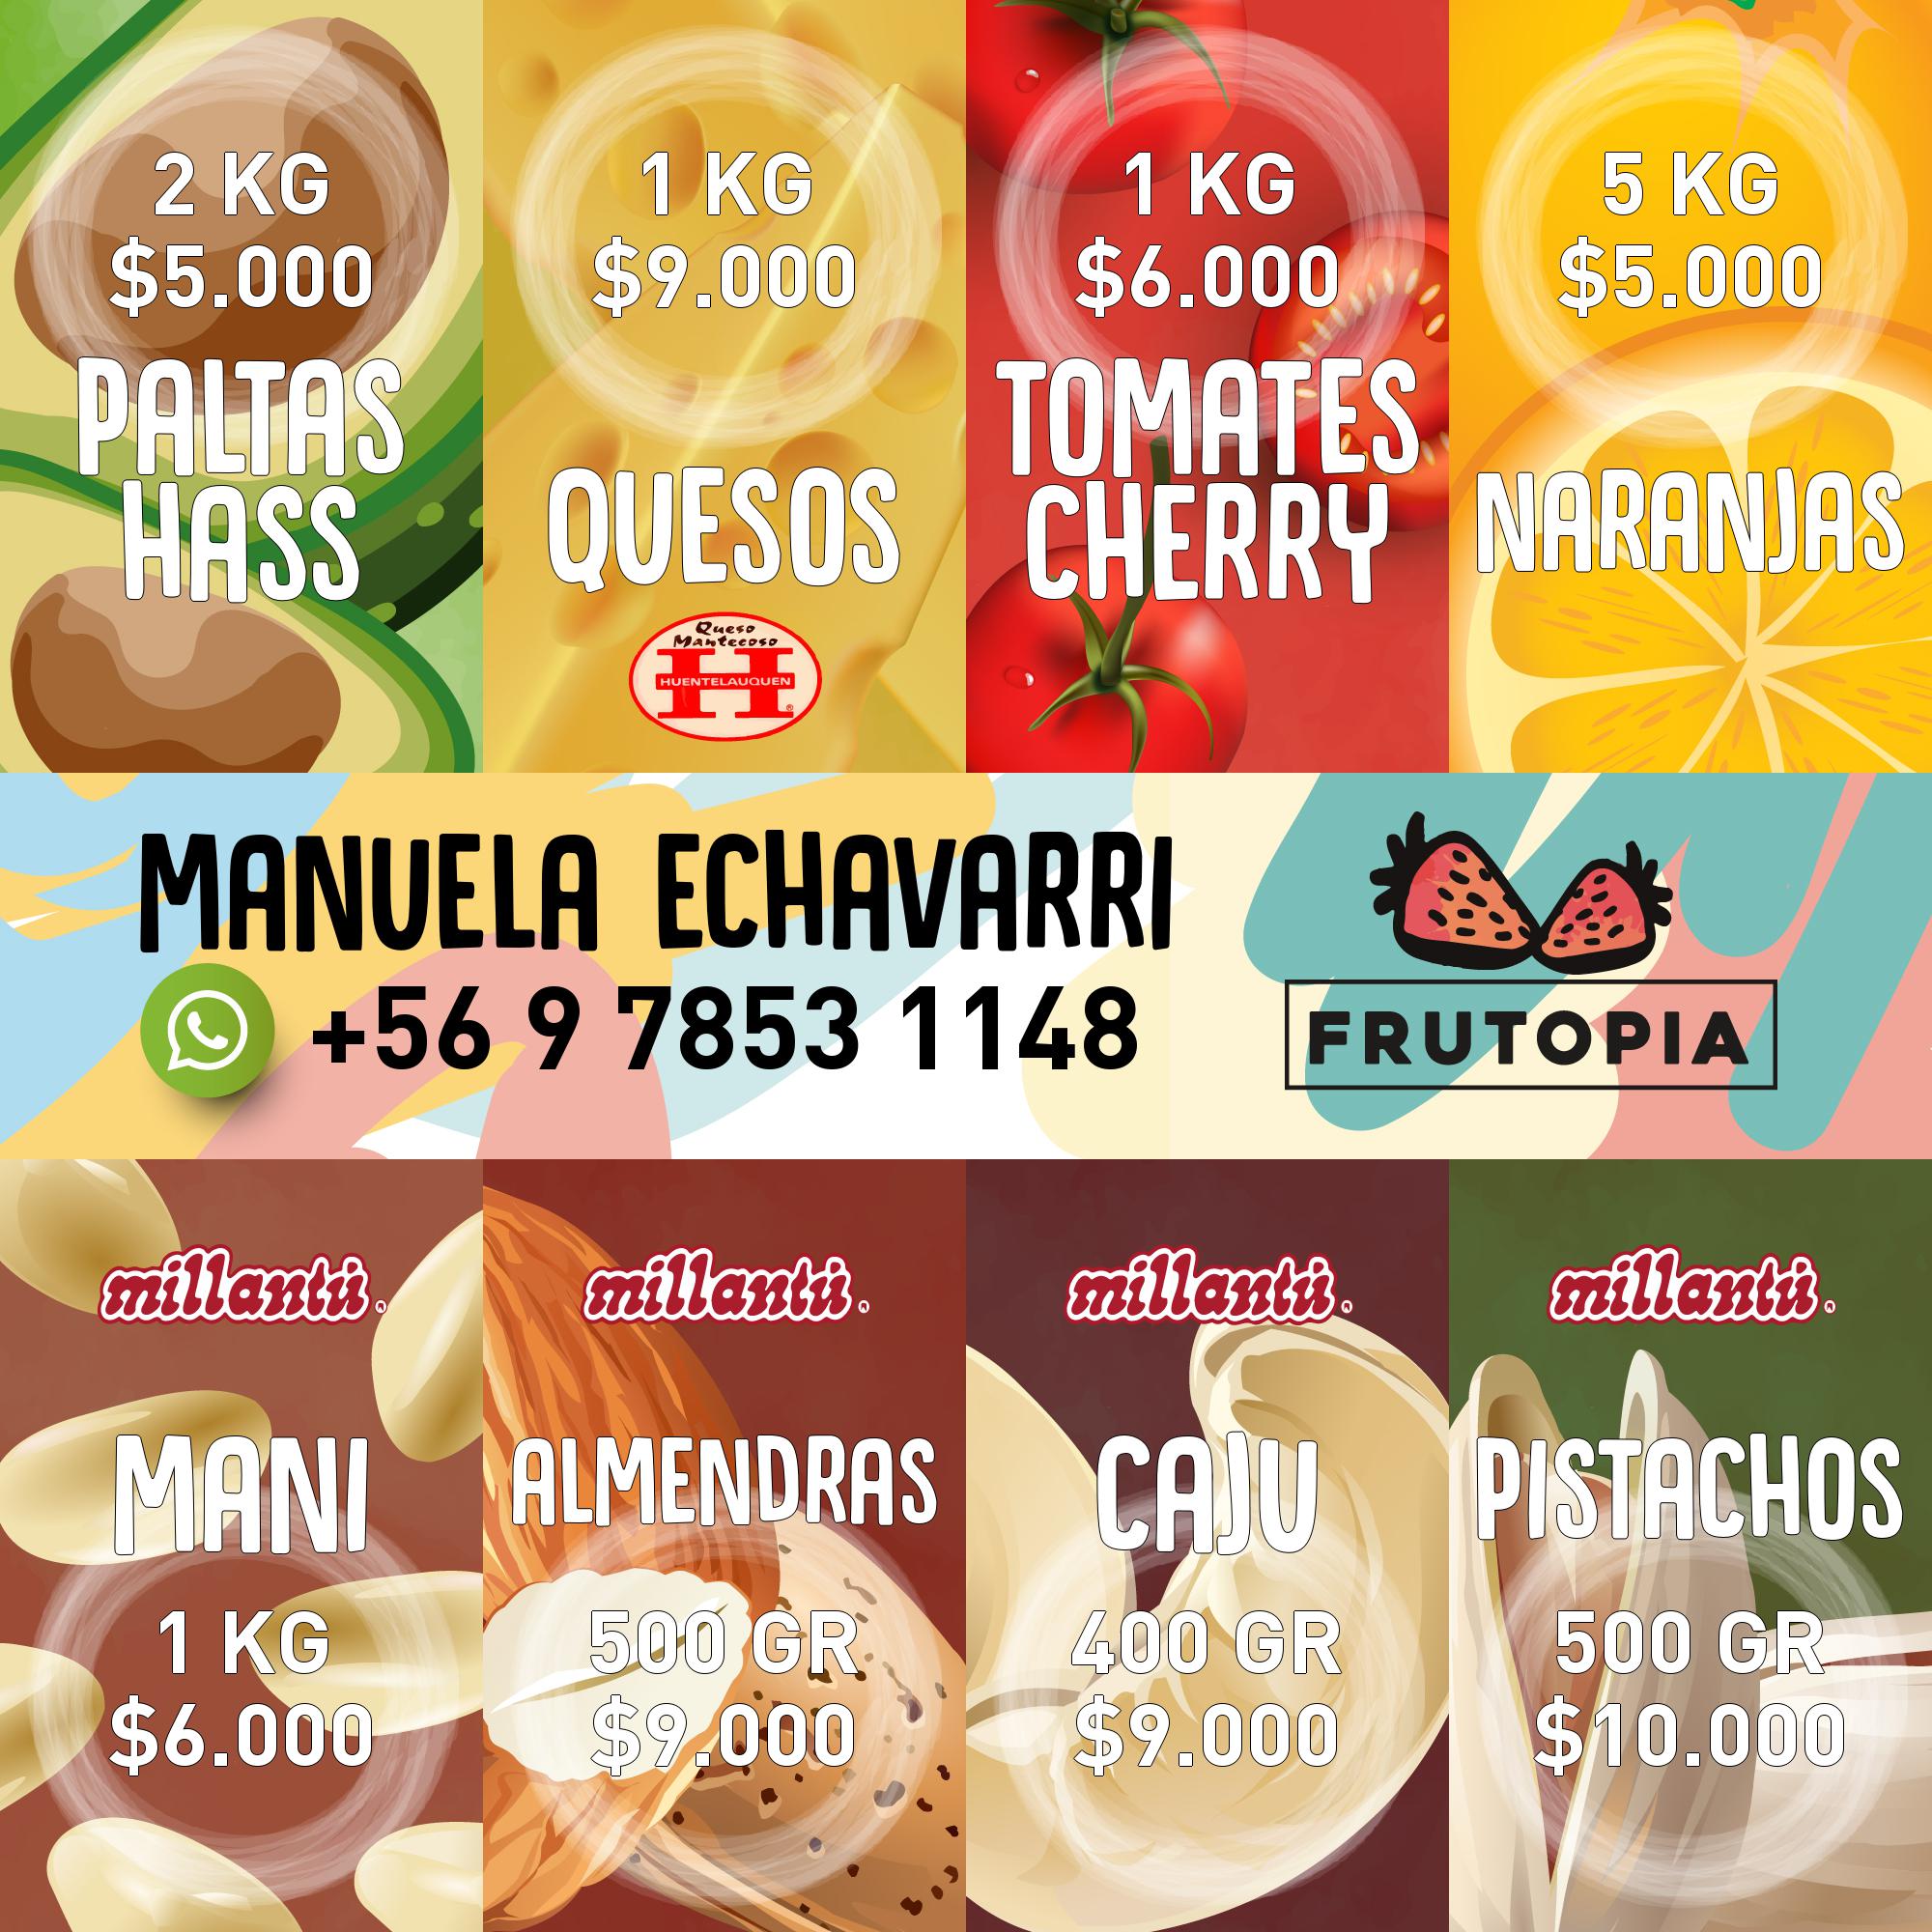 2 KG
$5.000
PALTAS
HASS
1 KG
$9.000
QUESOS
Queso
Mantecoso
H
HUENTELAUQUEN
®
1 KG
$6.000
TOMATES
CHERRY
5 KG
$5.000
NARANJAS
MANUELA ECHAVARRI
+56 9 7853 1148
FRUTOPIA
millantú®
MANI
1 KG
$6.000
millantú®
ALMENDRAS
500 GR
$9.000
millantú®
CAJU
400 GR
$9.000
millantú®
PISTACHOS
500 GR
$10.000